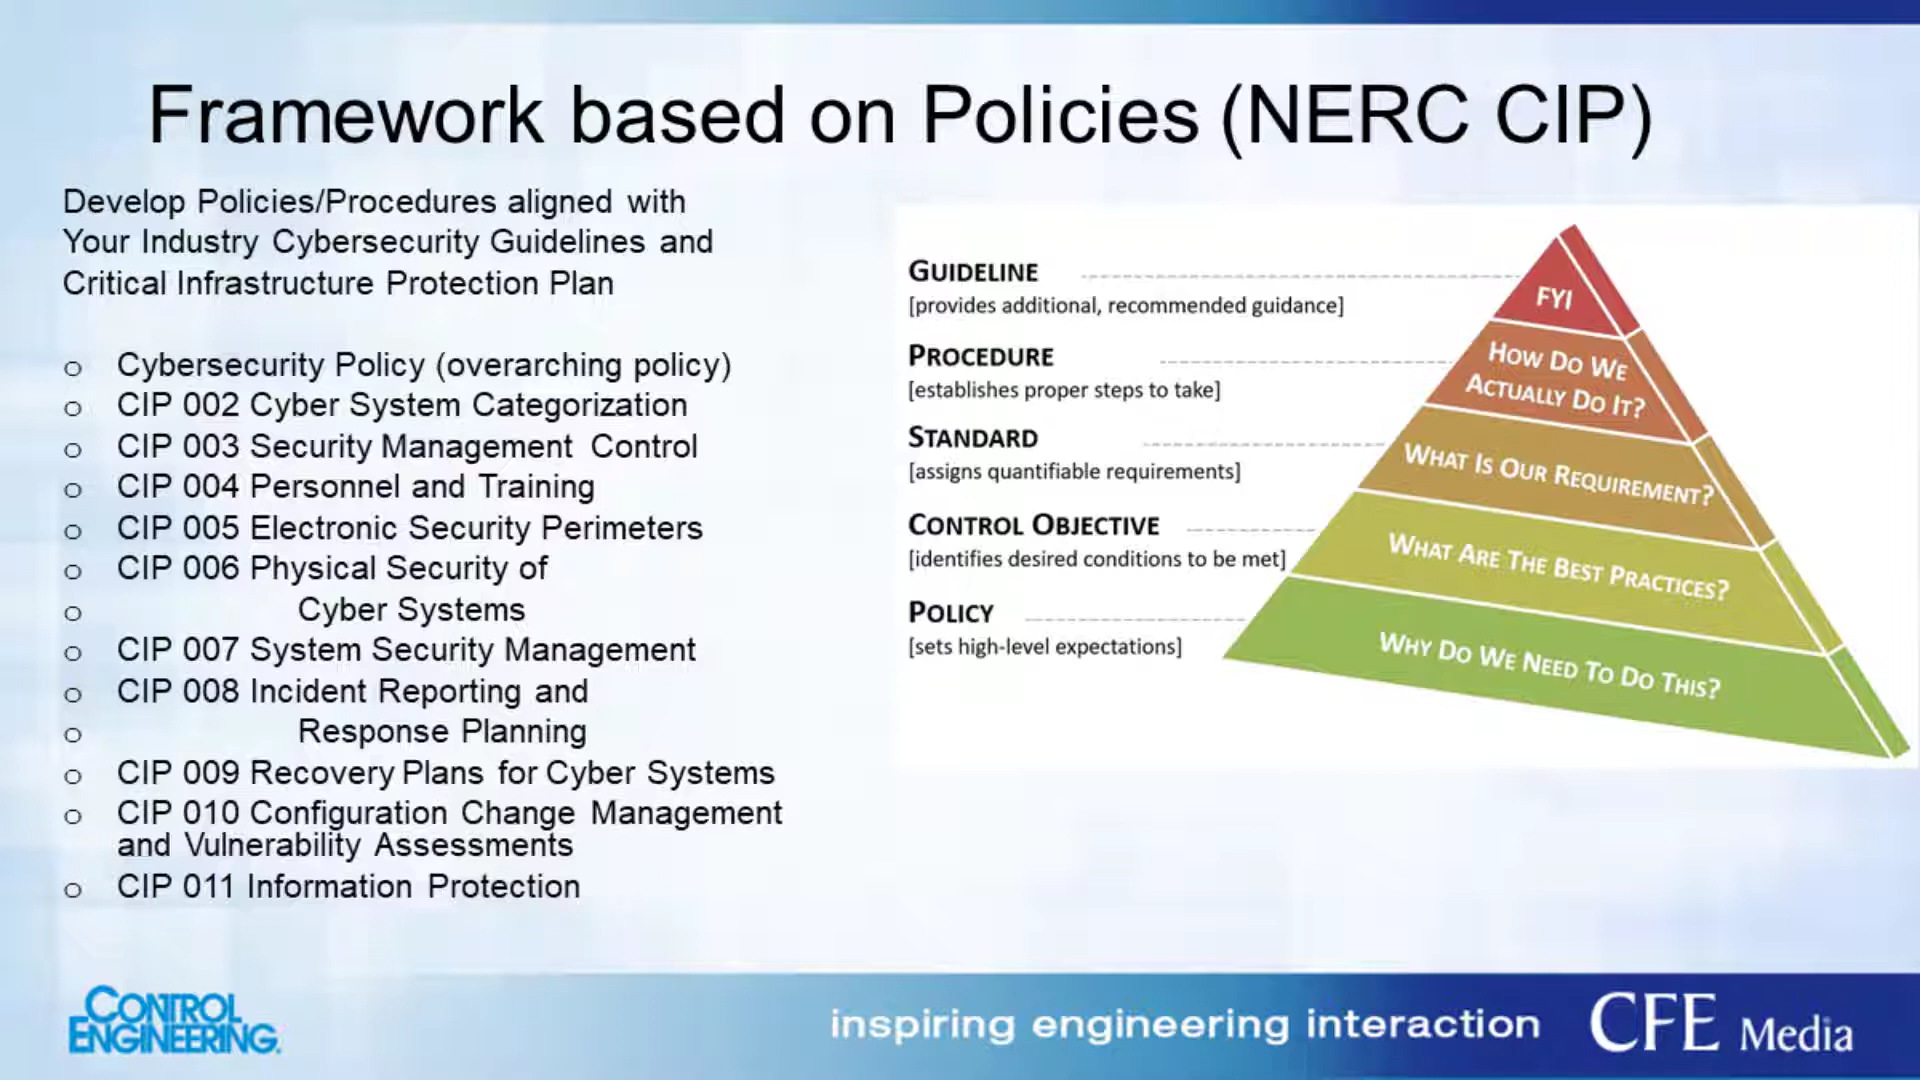 Framework based on Policies (NERC CIP)
Develop Policies/Procedures aligned with
Your Industry Cybersecurity Guidelines and
Critical Infrastructure Protection Plan
o Cybersecurity Policy (overarching policy)
o CIP 002 Cyber System Categorization
o CIP 003 Security Management Control
o CIP 004 Personnel and Training
o CIP 005 Electronic Security Perimeters
o CIP 006 Physical Security of
o Cyber Systems
o CIP 007 System Security Management
o CIP 008 Incident Reporting and
o Response Planning
o CIP 009 Recovery Plans for Cyber Systems
o CIP 010 Configuration Change Management
and Vulnerability Assessments
o CIP 011 Information Protection
GUIDELINE
[provides additional, recommended guidance]
PROCEDURE
[establishes proper steps to take]
STANDARD
[assigns quantifiable requirements]
CONTROL OBJECTIVE
[identifies desired conditions to be met]
POLICY
[sets high-level expectations]
FYI
HOW DO WE
ACTUALLY DO IT?
WHAT IS OUR REQUIREMENT?
WHAT ARE THE BEST PRACTICES?
WHY DO WE NEED TO DO THIS?
CONTROL
ENGINEERING.
inspiring engineering interaction
CFE Media